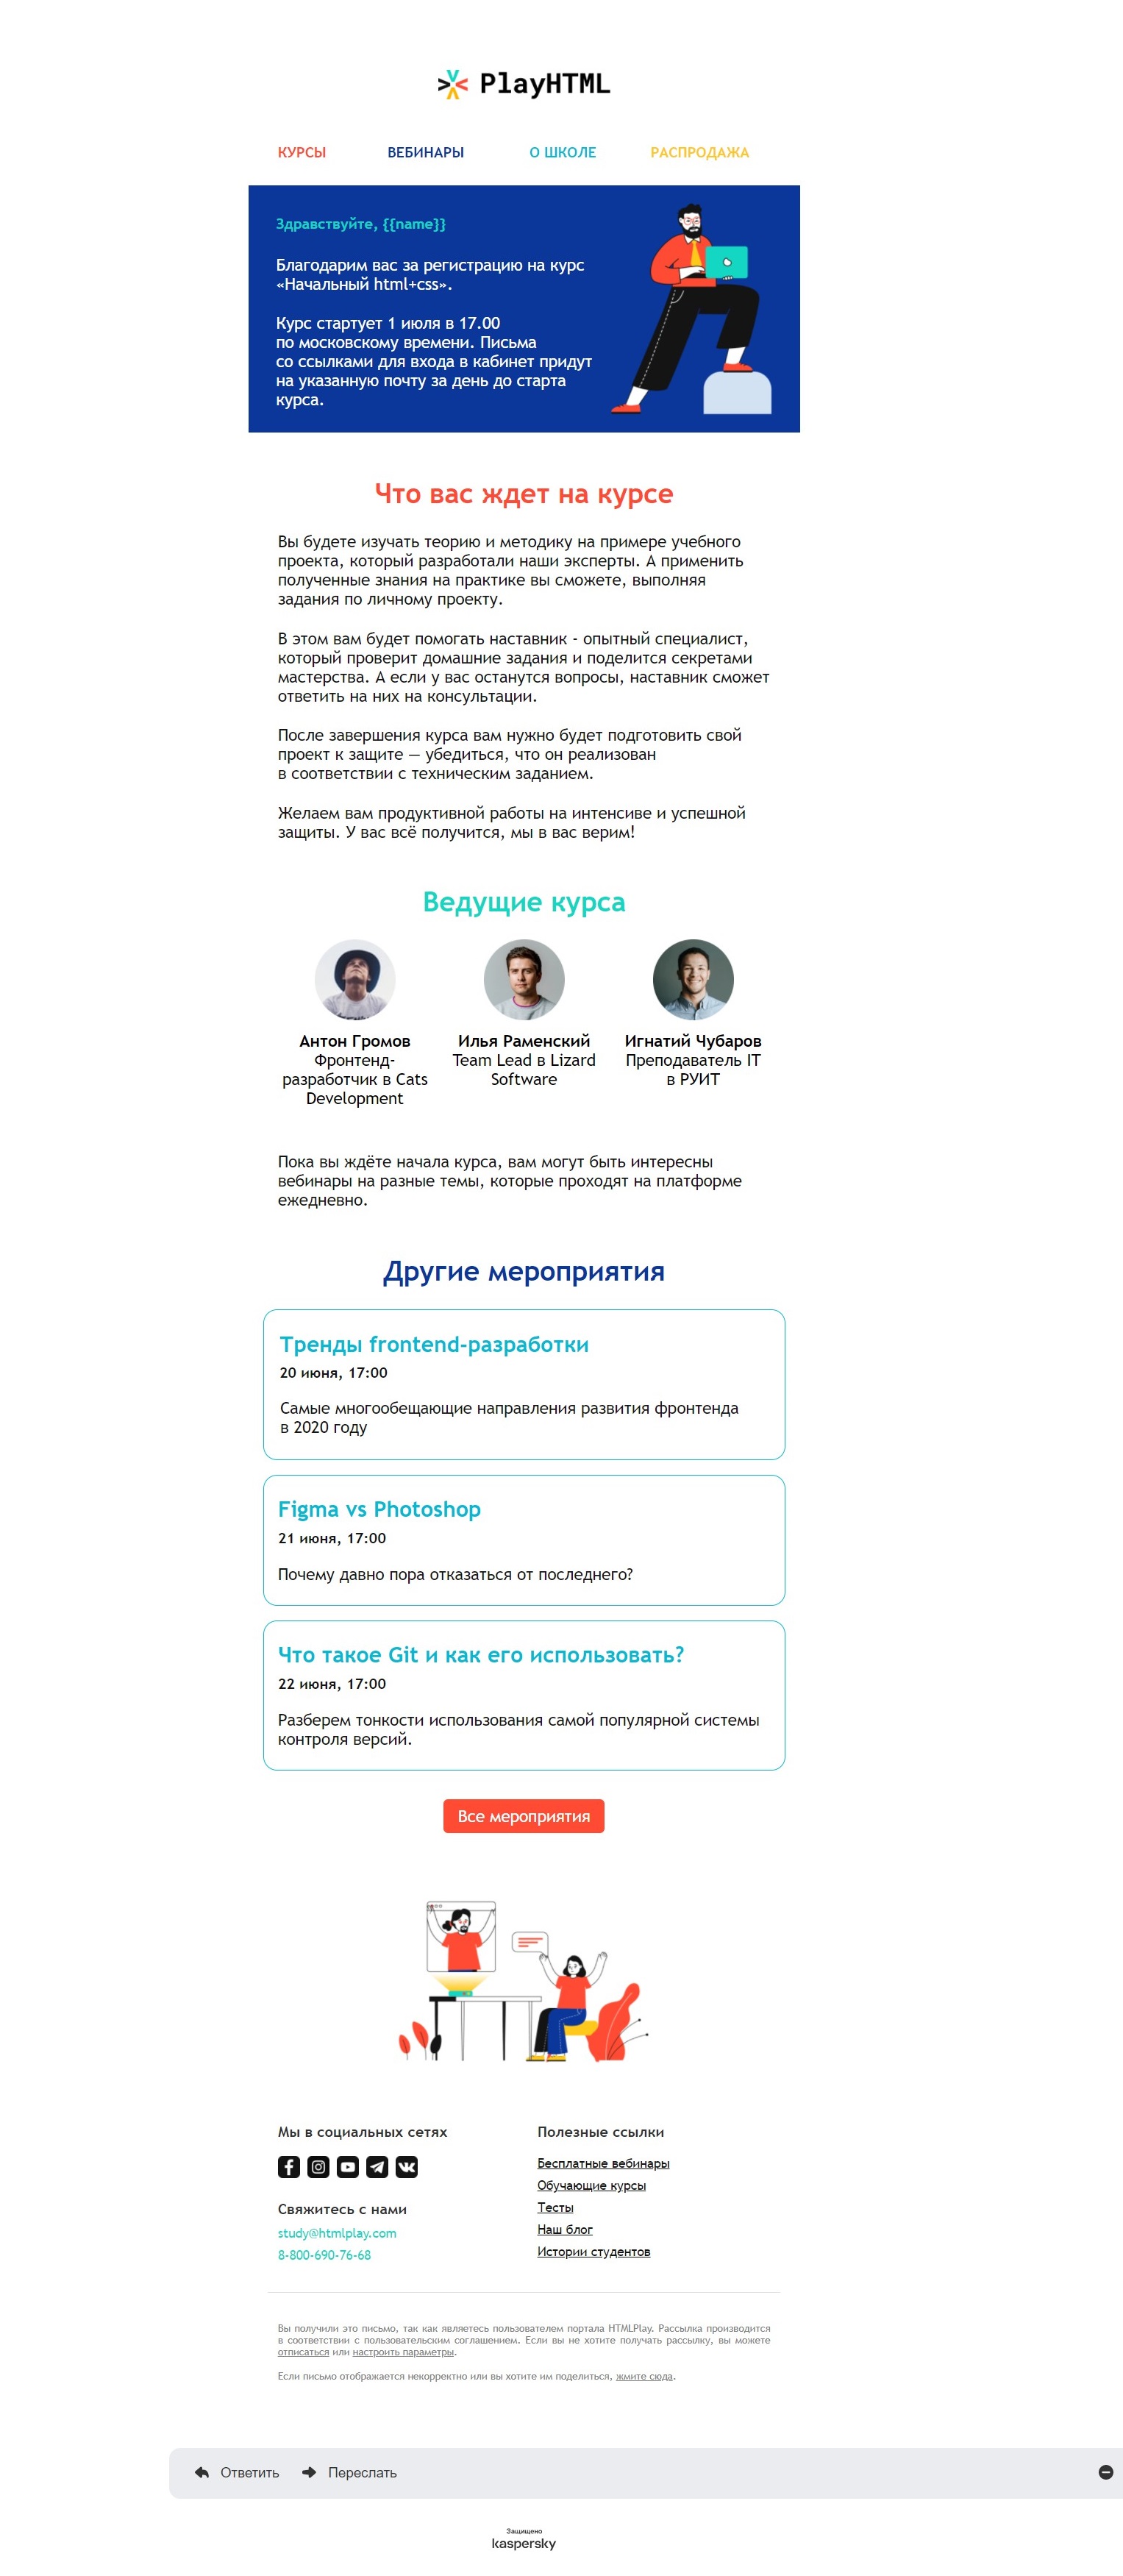 PlayHTML
КУРСЫ ВЕБИНАРЫ О ШКОЛЕ РАСПРОДАЖА
Здравствуйте, {{name}}
Благодарим вас за регистрацию на курс
«Начальный html+css».
Курс стартует 1 июля в 17.00
по московскому времени. Письма
со ссылками для входа в кабинет придут
на указанную почту за день до старта
курса.
Что вас ждет на курсе
Вы будете изучать теорию и методику на примере учебного
проекта, который разработали наши эксперты. А применить
полученные знания на практике вы сможете, выполняя
задания по личному проекту.
В этом вам будет помогать наставник - опытный специалист,
который проверит домашние задания и поделится секретами
мастерства. А если у вас останутся вопросы, наставник сможет
ответить на них на консультации.
После завершения курса вам нужно будет подготовить свой
проект к защите — убедиться, что он реализован
в соответствии с техническим заданием.
Желаем вам продуктивной работы на интенсиве и успешной
защиты. У вас всё получится, мы в вас верим!
Ведущие курса
Антон Громов
Фронтенд-
разработчик в Cats
Development
Илья Раменский
Team Lead в Lizard
Software
Игнатий Чубаров
Преподаватель IT
в РУИТ
Пока вы ждёте начала курса, вам могут быть интересны
вебинары на разные темы, которые проходят на платформе
ежедневно.
Другие мероприятия
Тренды frontend-разработки
20 июня, 17:00
Самые многообещающие направления развития фронтенда
в 2020 году
Figma vs Photoshop
21 июня, 17:00
Почему давно пора отказаться от последнего?
Что такое Git и как его использовать?
22 июня, 17:00
Разберем тонкости использования самой популярной системы
контроля версий.
Все мероприятия
Мы в социальных сетях
Свяжитесь с нами
study@htmlplay.com
8-800-690-76-68
Полезные ссылки
Бесплатные вебинары
Обучающие курсы
Тесты
Наш блог
Истории студентов
Вы получили это письмо, так как являетесь пользователем портала HTMLPlay. Рассылка производится
в соответствии с пользовательским соглашением. Если вы не хотите получать рассылку, вы можете
отписаться или настроить параметры.
Если письмо отображается некорректно или вы хотите им поделиться, жмите сюда.
Ответить Переслать
Защищено
kaspersky